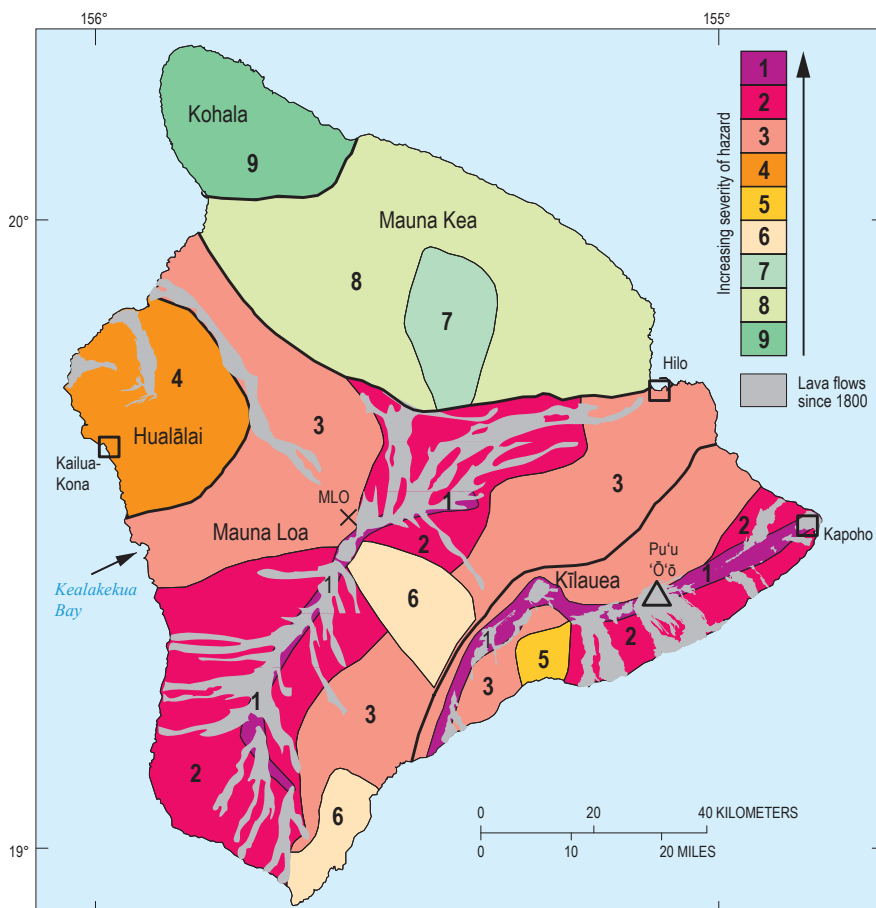 156°
155°
Kohala
9
Mauna Kea
8
7
20°
Increasing severity of hazard
1
2
3
4
5
6
7
8
9
Lava flows
since 1800
Hilo
4
Hualālai
3
Kailua-
Kona
MLO
1
Mauna Loa
2
3
2
Kapoho
Pu‘u
‘Ō‘ō
1
Kīlauea
Kealakekua
Bay
1
6
1
2
5
3
1
3
2
6
0 20 40 KILOMETERS
0 10 20 MILES
19°